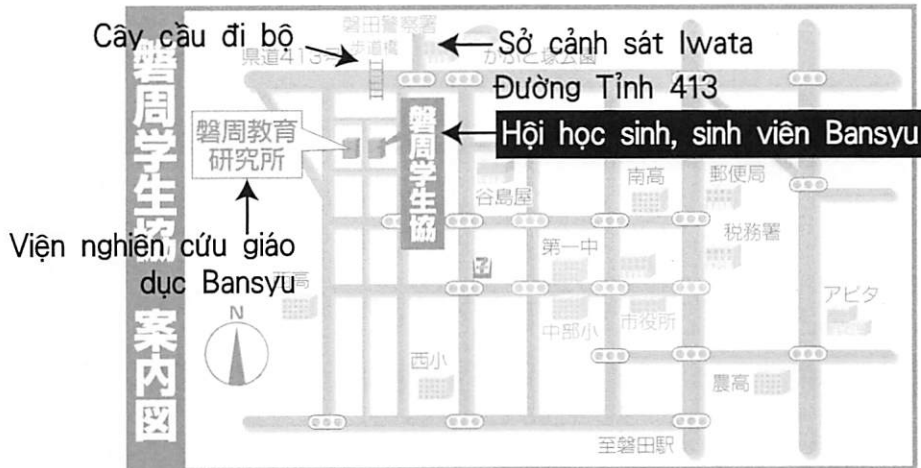 磐周学生協 案内図
磐田警察署
Cây cầu đi bộ
歩道橋
Sở cảnh sát Iwata
県道413号
かぶと塚公園
Đường Tỉnh 413
磐周教育
研究所
磐周学生協
Hội học sinh, sinh viên Bansyu
谷島屋
南高
郵便局
Viện nghiên cứu giáo
dục Bansyu
第一中
税務署
西高
N
中部小
市役所
アピタ
西小
農高
至磐田駅